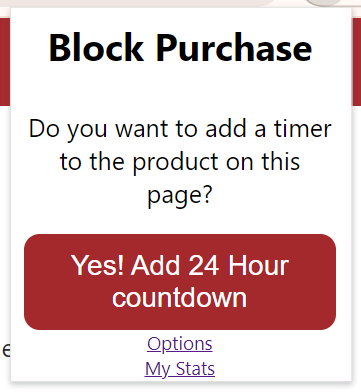 Block Purchase
Do you want to add a timer
to the product on this
page?
Yes! Add 24 Hour
countdown
Options
My Stats